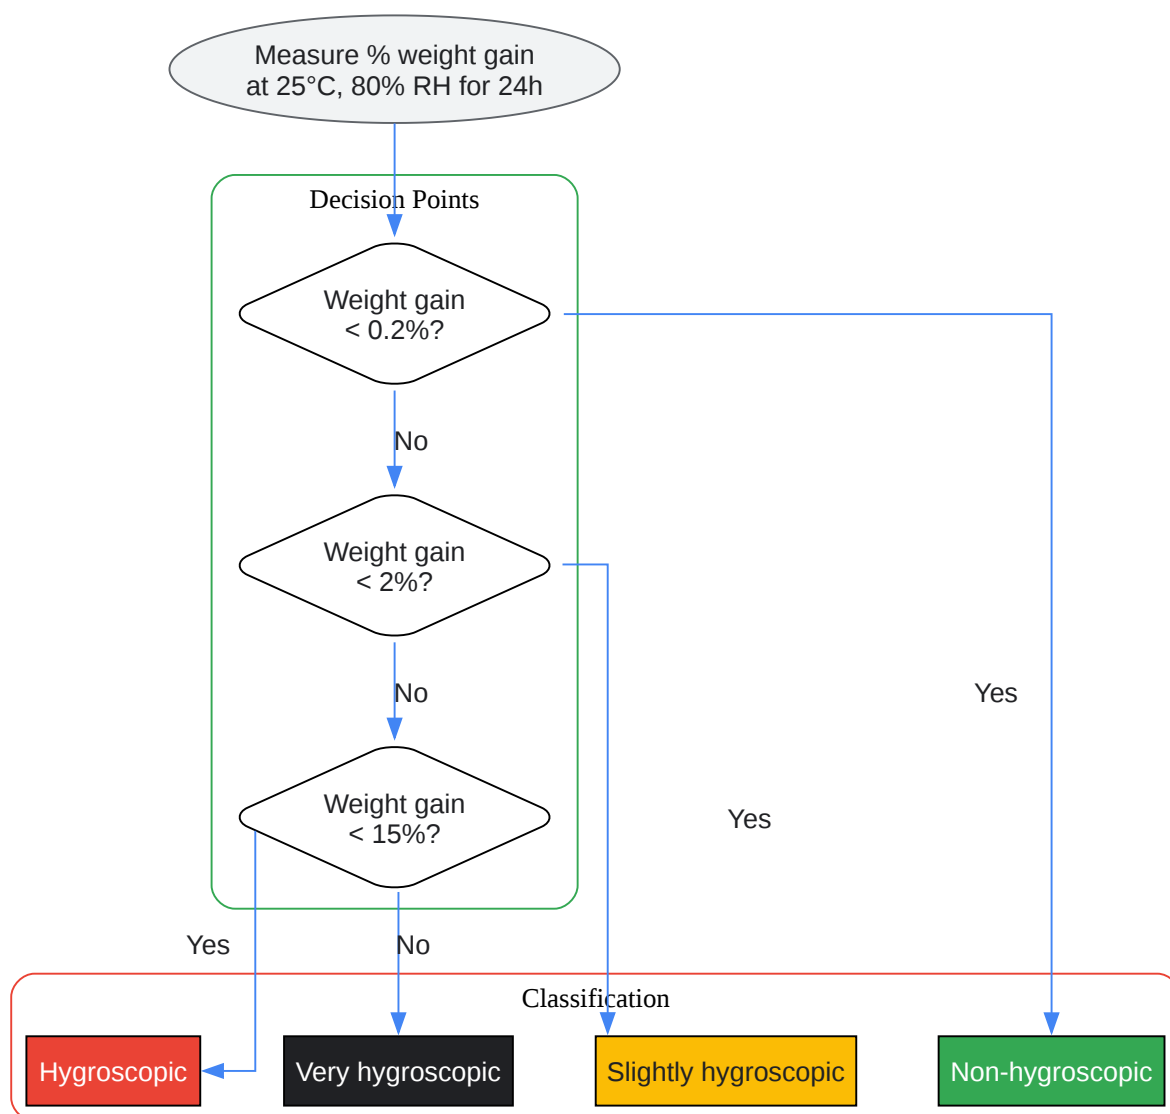 Measure % weight gain
at 25°C, 80% RH for 24h
Decision Points
Weight gain
< 0.2%?
No
Weight gain
< 2%?
No
Yes
Weight gain
< 15%?
Yes
Yes
No
Classification
Hygroscopic
Very hygroscopic
Slightly hygroscopic
Non-hygroscopic